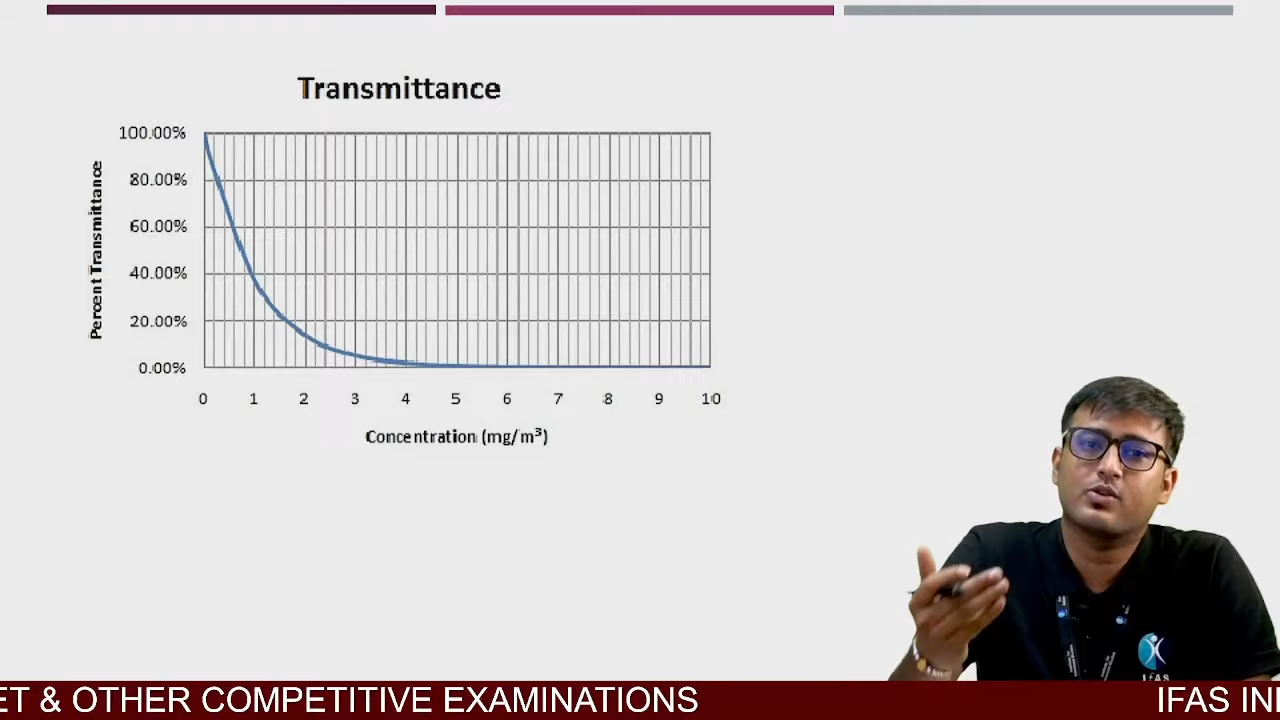 Transmittance
100.00%
80.00%
60.00%
40.00%
20.00%
0.00%
Percent Transmittance
0 1 2 3 4 5 6 7 8 9 10
Concentration (mg/m³)
IFAS
ET & OTHER COMPETITIVE EXAMINATIONS
IFAS IN